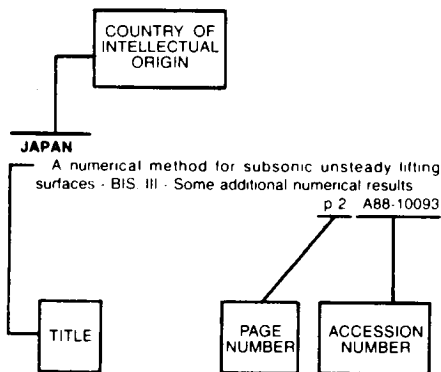 COUNTRY OF
INTELLECTUAL
ORIGIN
JAPAN
A numerical method for subsonic unsteady lifting
surfaces - BIS. III - Some additional numerical results
p 2 A88-10093
TITLE
PAGE
NUMBER
ACCESSION
NUMBER